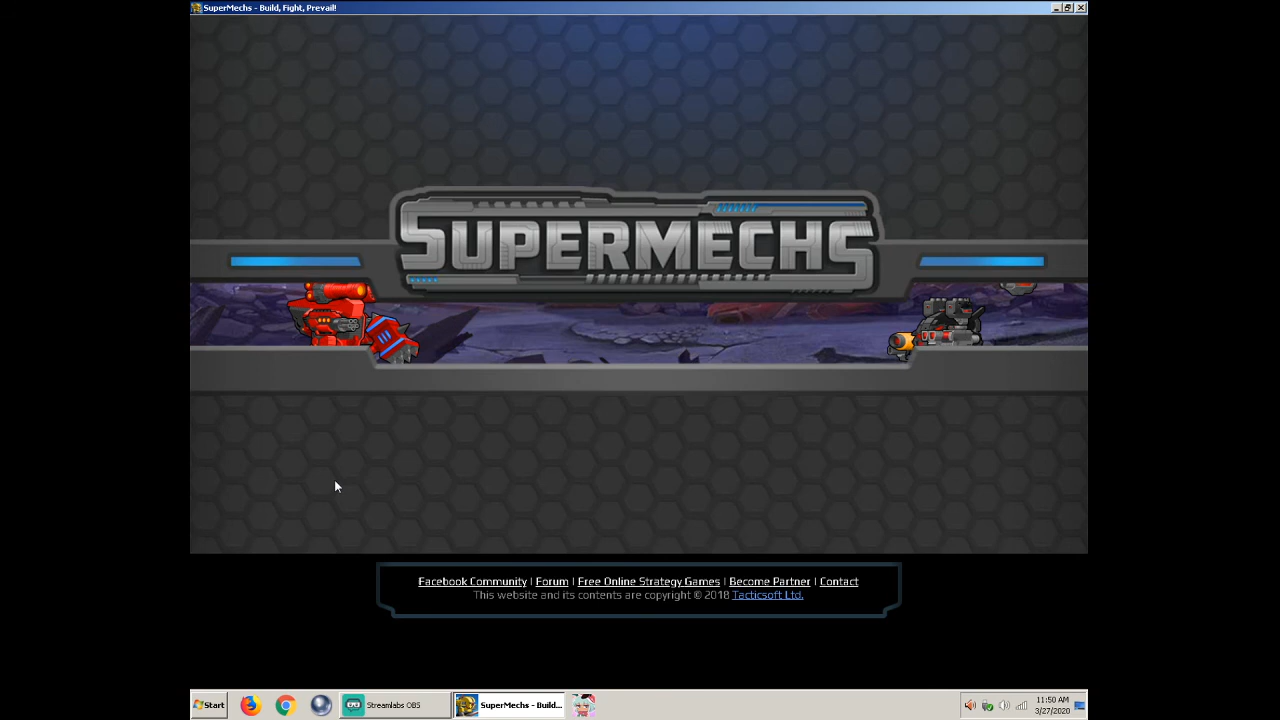 SuperMechs - Build, Fight, Prevail!
SUPERMECHS
Facebook Community | Forum | Free Online Strategy Games | Become Partner | Contact
This website and its contents are copyright © 2018 Tacticsoft Ltd.
Start
Streamlabs OBS
SuperMechs - Build...
11:50 AM
3/27/2020